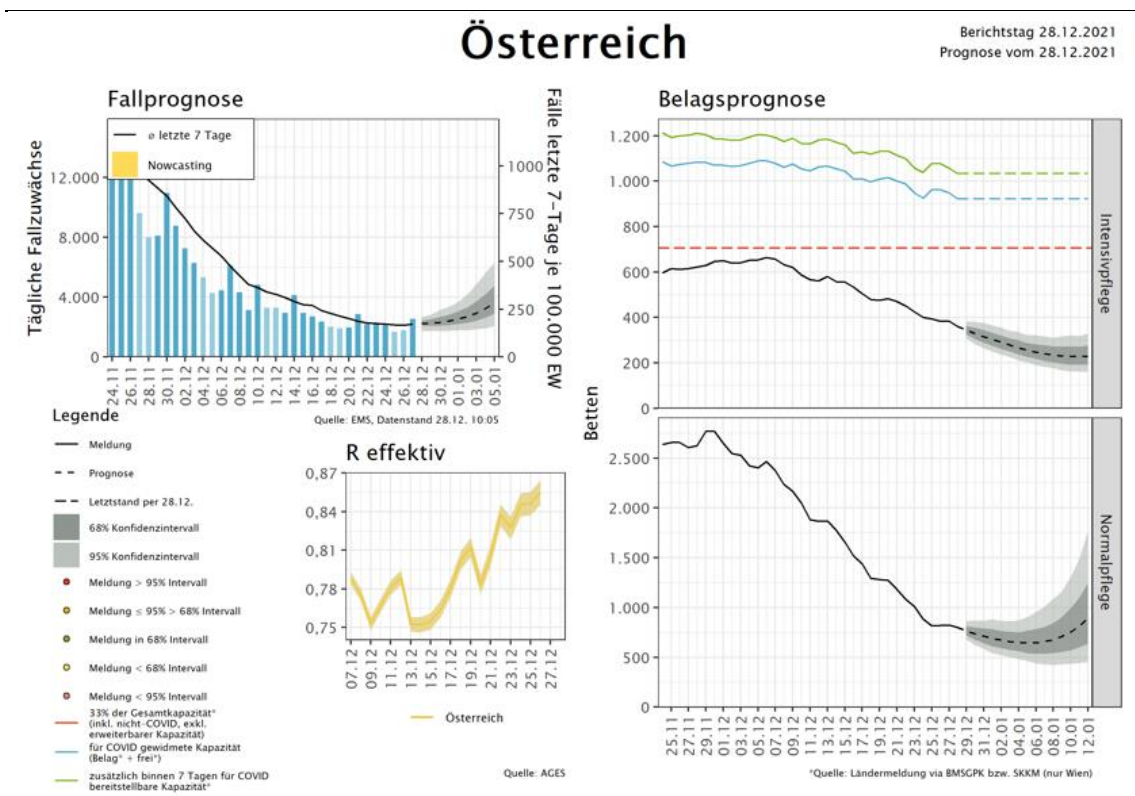 Österreich
Berichtstag 28.12.2021
Prognose vom 28.12.2021
Fallprognose
Tägliche Fallzuwächse
Fälle letzte 7-Tage je 100.000 EW
ø letzte 7 Tage
Nowcasting
12.000
8.000
4.000
0
1000
750
500
250
0
24.11
26.11
28.11
30.11
02.12
04.12
06.12
08.12
10.12
12.12
14.12
16.12
18.12
20.12
22.12
24.12
26.12
28.12
30.12
01.01
03.01
05.01
Quelle: EMS, Datenstand 28.12. 10:05
Legende
Meldung
Prognose
Letztstand per 28.12.
68% Konfidenzintervall
95% Konfidenzintervall
Meldung > 95% Intervall
Meldung ≤ 95% > 68% Intervall
Meldung in 68% Intervall
Meldung < 68% Intervall
Meldung < 95% Intervall
33% der Gesamtkapazität*
(inkl. nicht-COVID, exkl.
erweiterbarer Kapazität)
für COVID gewidmete Kapazität
(Belag* + frei*)
zusätzlich binnen 7 Tagen für COVID
bereitstellbare Kapazität*
R effektiv
0,87
0,84
0,81
0,78
0,75
07.12
09.12
11.12
13.12
15.12
17.12
19.12
21.12
23.12
25.12
27.12
Österreich
Quelle: AGES
Belagsprognose
Betten
1.200
1.000
800
600
400
200
0
Intensivpflege
2.500
2.000
1.500
1.000
500
0
Normalpflege
25.11
27.11
29.11
01.12
03.12
05.12
07.12
09.12
11.12
13.12
15.12
17.12
19.12
21.12
23.12
25.12
27.12
29.12
31.12
02.01
04.01
06.01
08.01
10.01
12.01
*Quelle: Ländermeldung via BMSGPK bzw. SKKM (nur Wien)